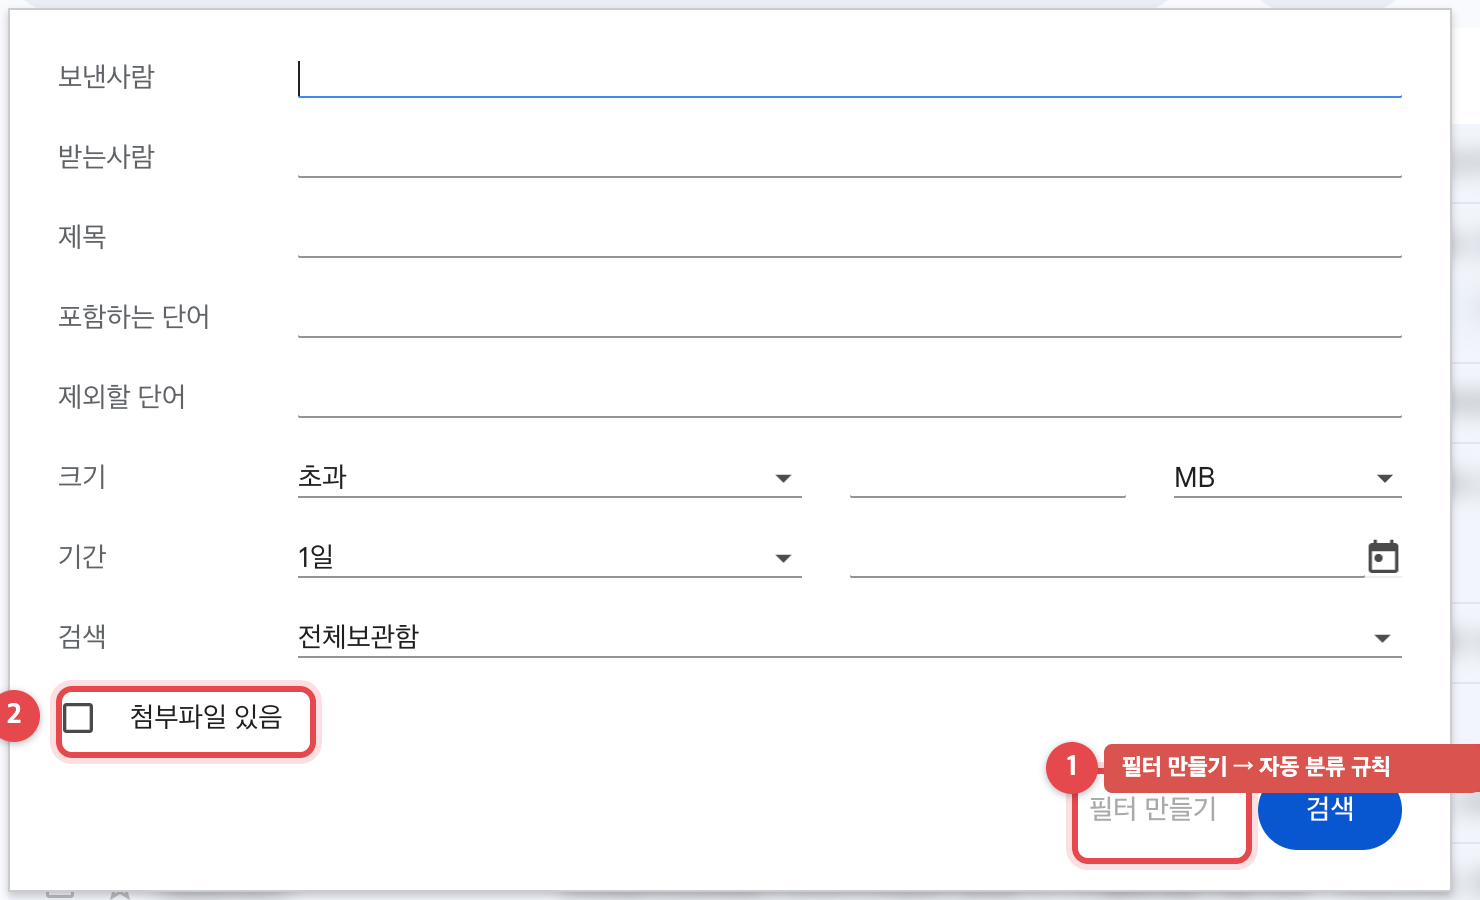 보낸사람
받는사람
제목
포함하는 단어
제외할 단어
크기 초과 MB
기간 1일
검색 전체보관함
2 첨부파일 있음
1 필터 만들기 → 자동 분류 규칙
필터 만들기 검색